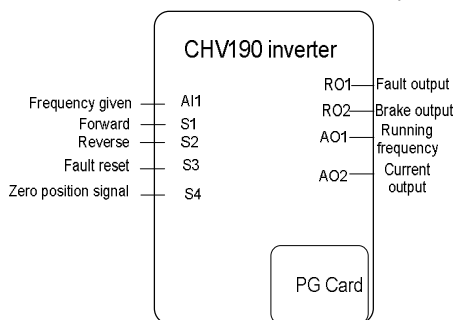 CHV190 inverter
Frequency given AI1
Forward S1
Reverse S2
Fault reset S3
Zero position signal S4
RO1 Fault output
RO2 Brake output
AO1 Running
frequency
AO2 Current
output
PG Card